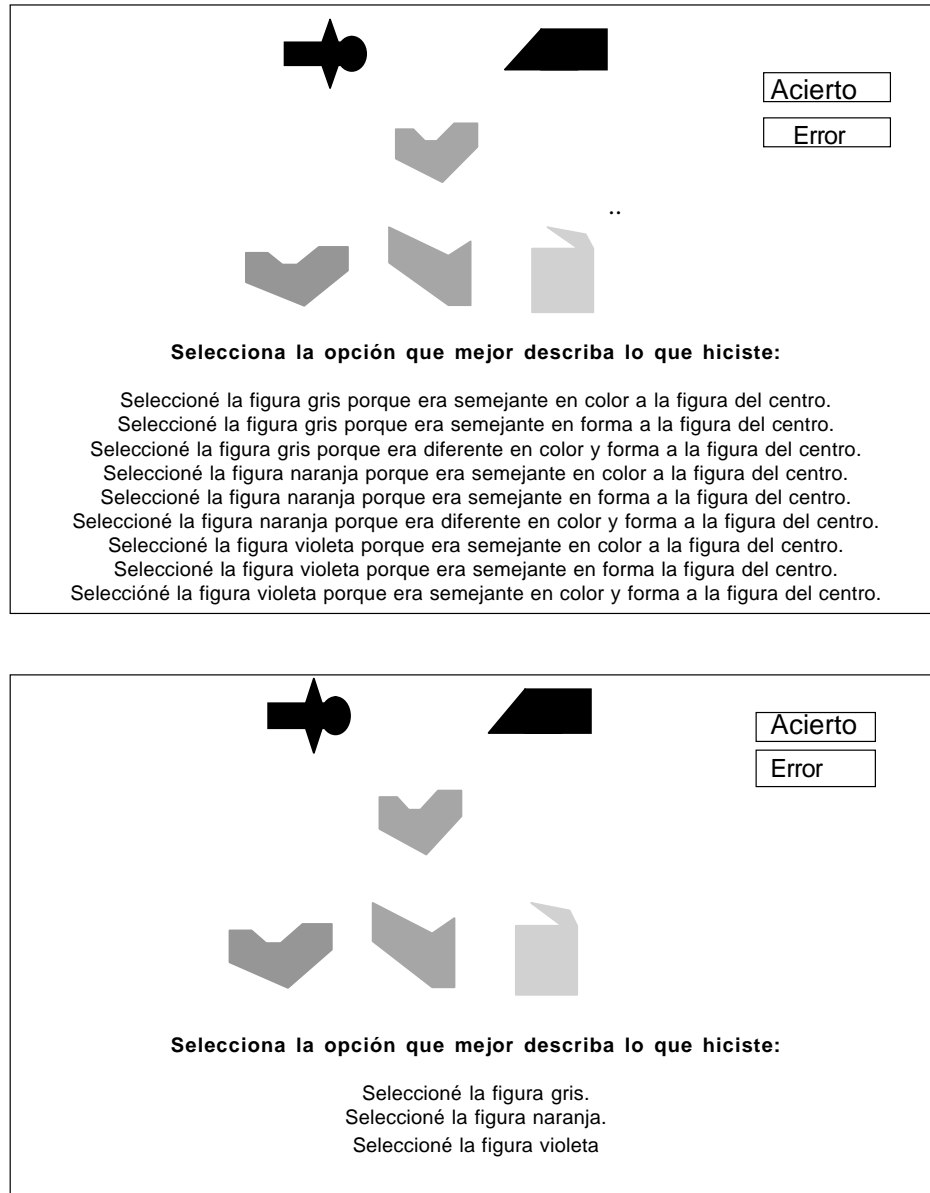 Acierto
Error
..
Selecciona la opción que mejor describa lo que hiciste:
Seleccioné la figura gris porque era semejante en color a la figura del centro.
Seleccioné la figura gris porque era semejante en forma a la figura del centro.
Seleccioné la figura gris porque era diferente en color y forma a la figura del centro.
Seleccioné la figura naranja porque era semejante en color a la figura del centro.
Seleccioné la figura naranja porque era semejante en forma a la figura del centro.
Seleccioné la figura naranja porque era diferente en color y forma a la figura del centro.
Seleccioné la figura violeta porque era semejante en color a la figura del centro.
Seleccioné la figura violeta porque era semejante en forma la figura del centro.
Seleccióné la figura violeta porque era semejante en color y forma a la figura del centro.
Acierto
Error
Selecciona la opción que mejor describa lo que hiciste:
Seleccioné la figura gris.
Seleccioné la figura naranja.
Seleccioné la figura violeta